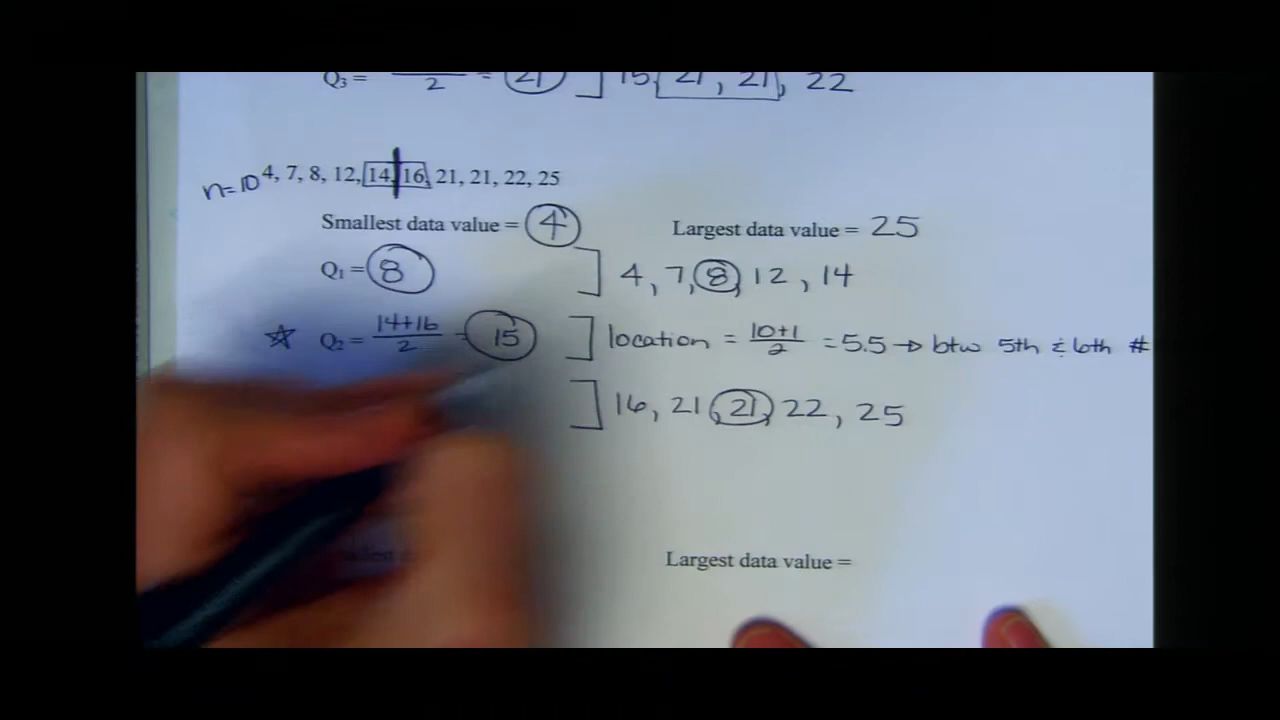 Q₃ = 2 = 21 ] 15, 21, 21, 22
n=10 4, 7, 8, 12, 14, 16, 21, 21, 22, 25
Smallest data value = 4 Largest data value = 25
Q₁ = 8 ] 4, 7, 8, 12, 14
☆ Q₂ = 14+16/2 = 15 ] location = 10+1/2 = 5.5 → btw 5th & 6th #
] 16, 21, 21, 22, 25
Largest data value =